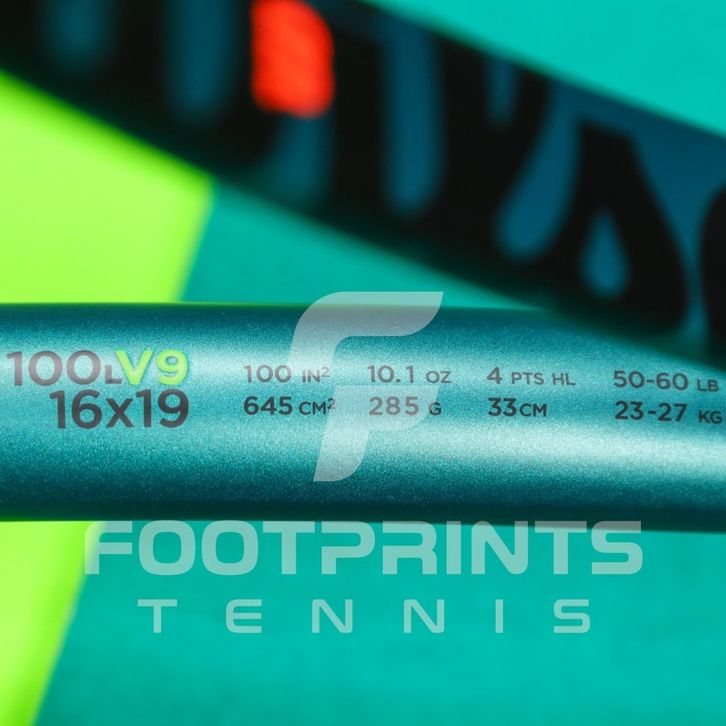 100LV9
16x19
100 IN² 10.1 OZ 4 PTS HL 50-60 LB
645 CM² 285 G 33CM 23-27 KG
F
FOOTPRINTS
TENNIS